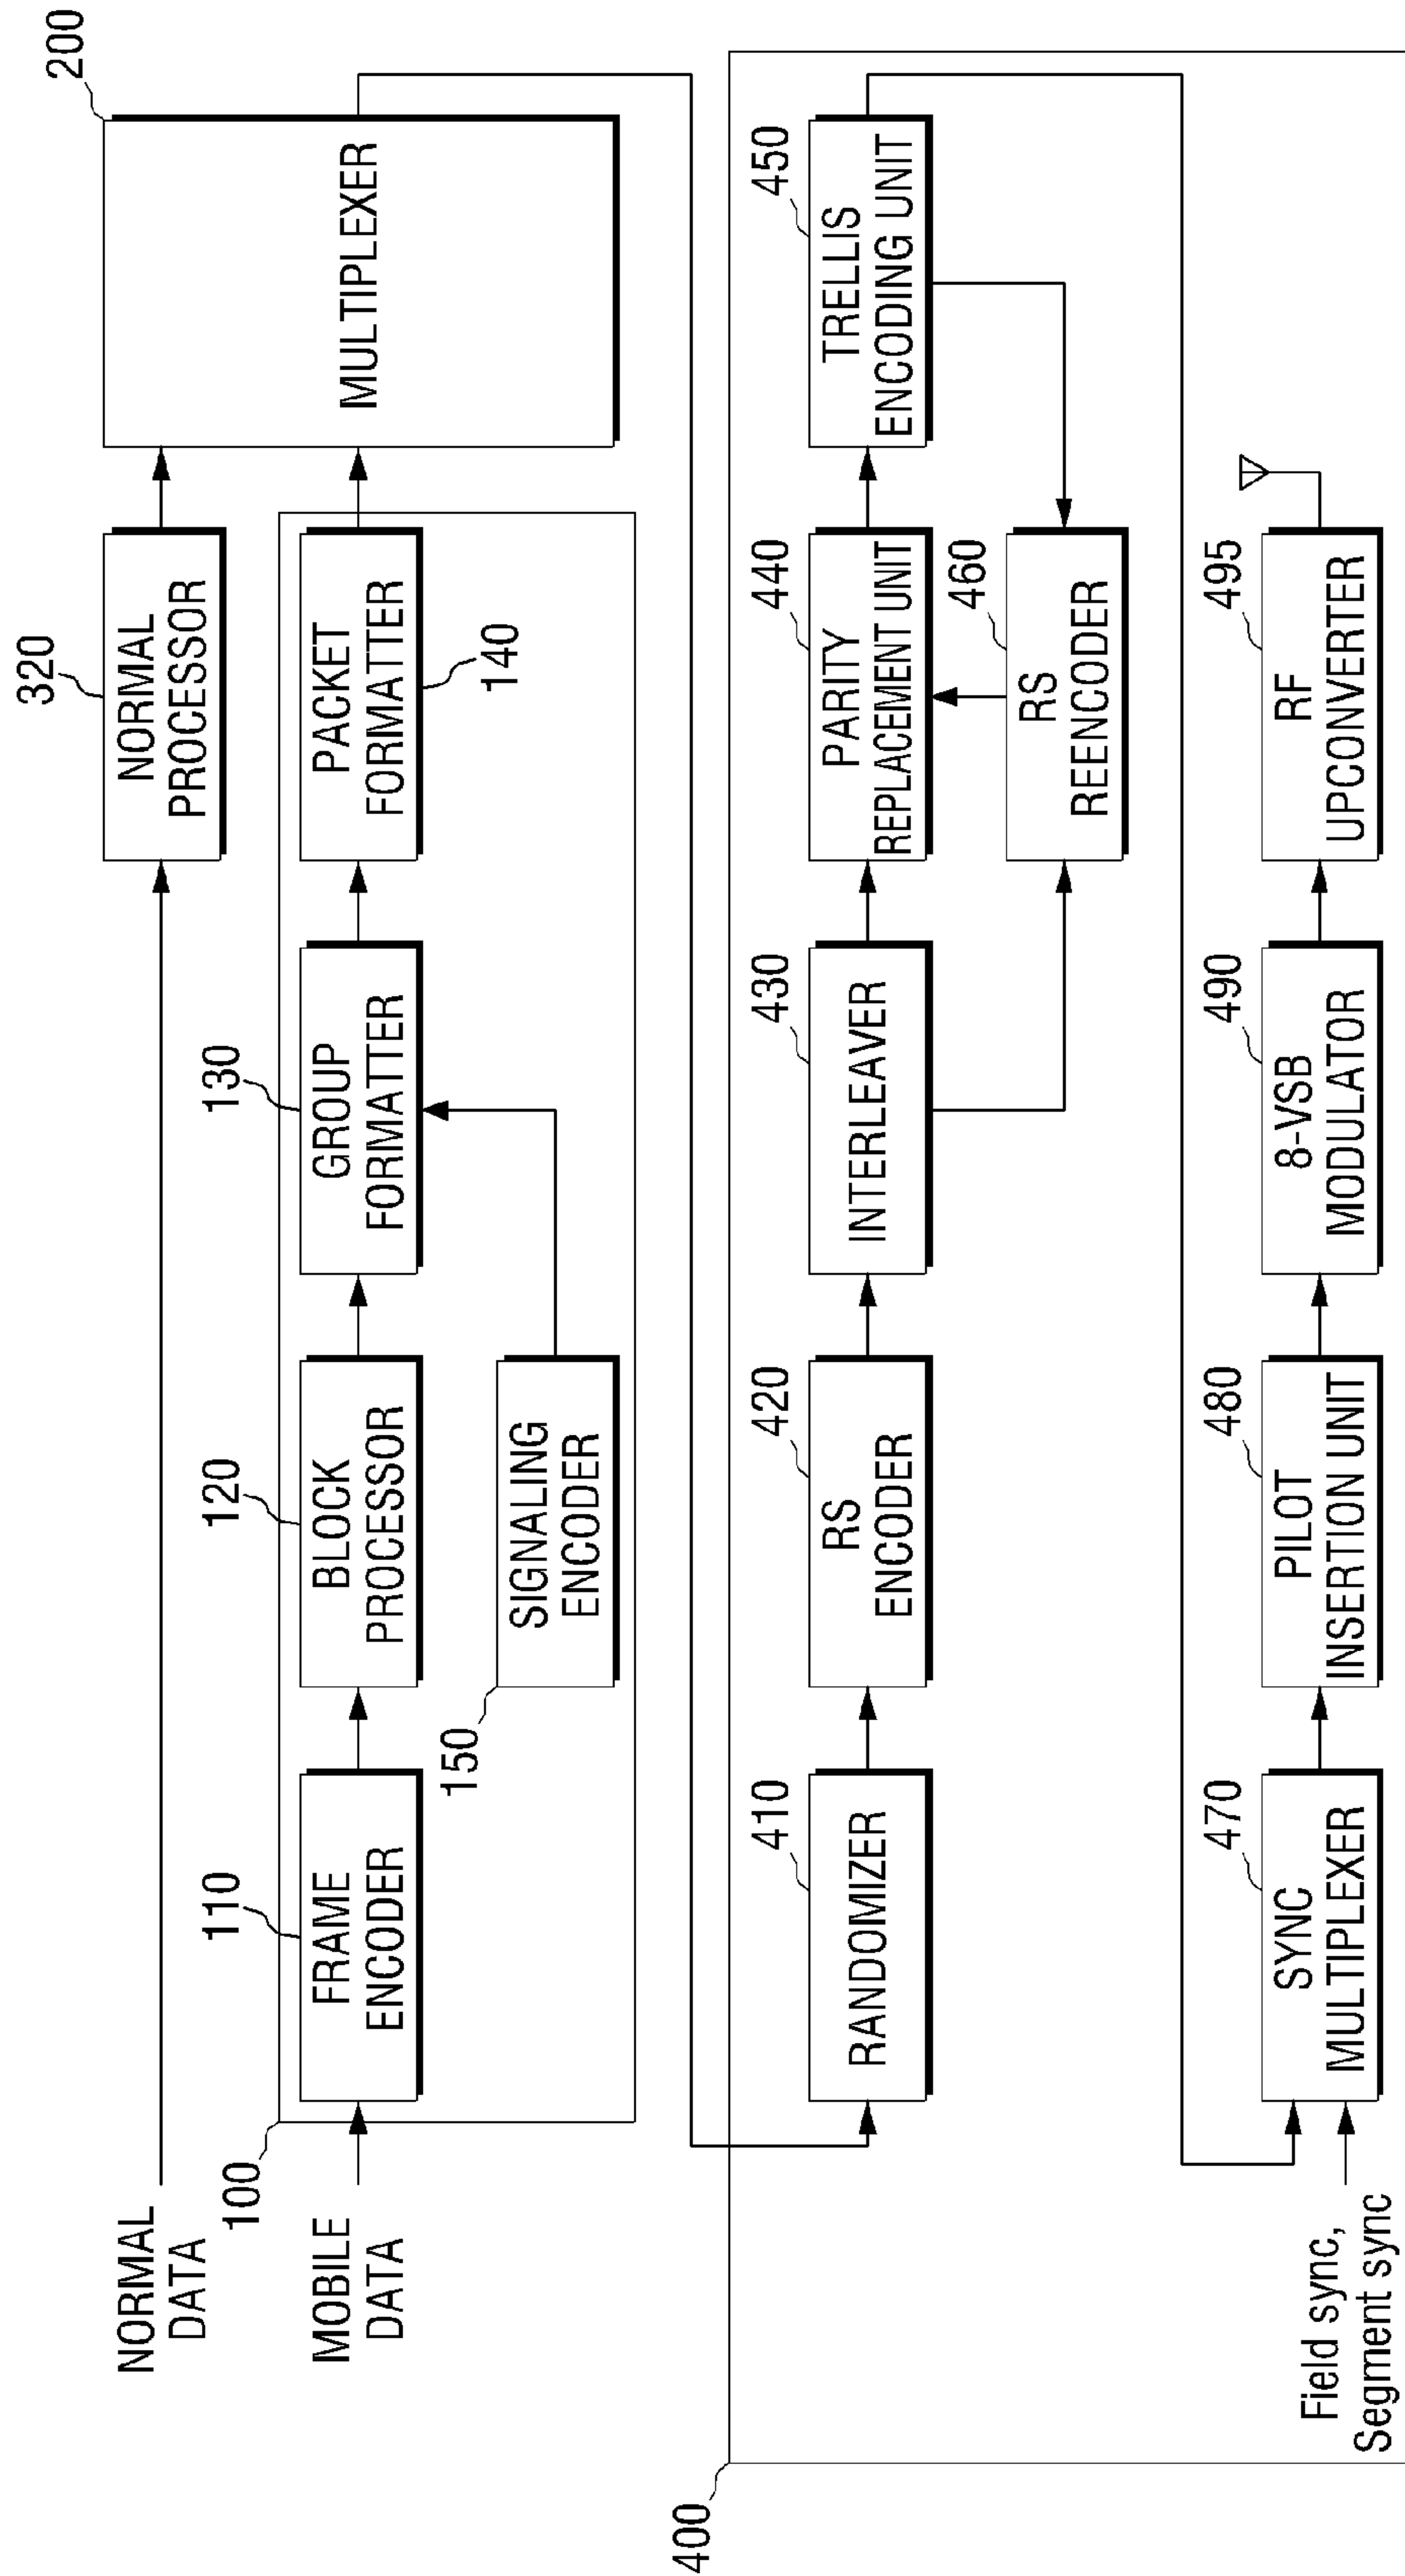 320
200
NORMAL
DATA
NORMAL
PROCESSOR
MULTIPLEXER
100
MOBILE
DATA
110
FRAME
ENCODER
120
BLOCK
PROCESSOR
130
GROUP
FORMATTER
PACKET
FORMATTER
140
150
SIGNALING
ENCODER
400
410
RANDOMIZER
420
RS
ENCODER
430
INTERLEAVER
440
PARITY
REPLACEMENT UNIT
450
TRELLIS
ENCODING UNIT
460
RS
REENCODER
Field sync,
Segment sync
470
SYNC
MULTIPLEXER
480
PILOT
INSERTION UNIT
490
8-VSB
MODULATOR
495
RF
UPCONVERTER